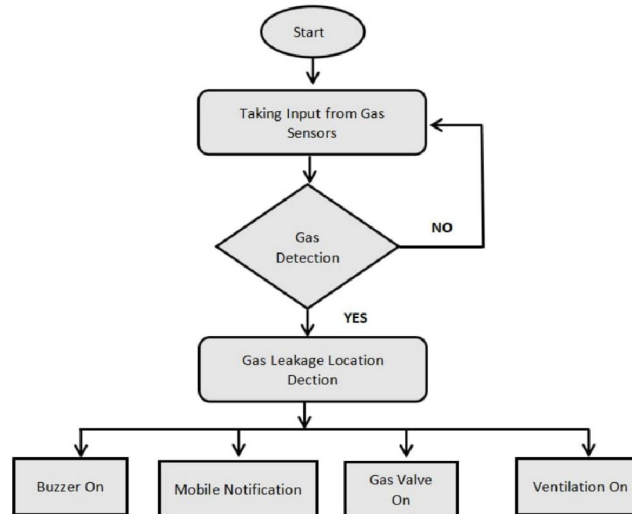 Start
Taking Input from Gas
Sensors
Gas
Detection
NO
YES
Gas Leakage Location
Dection
Buzzer On
Mobile Notification
Gas Valve
On
Ventilation On